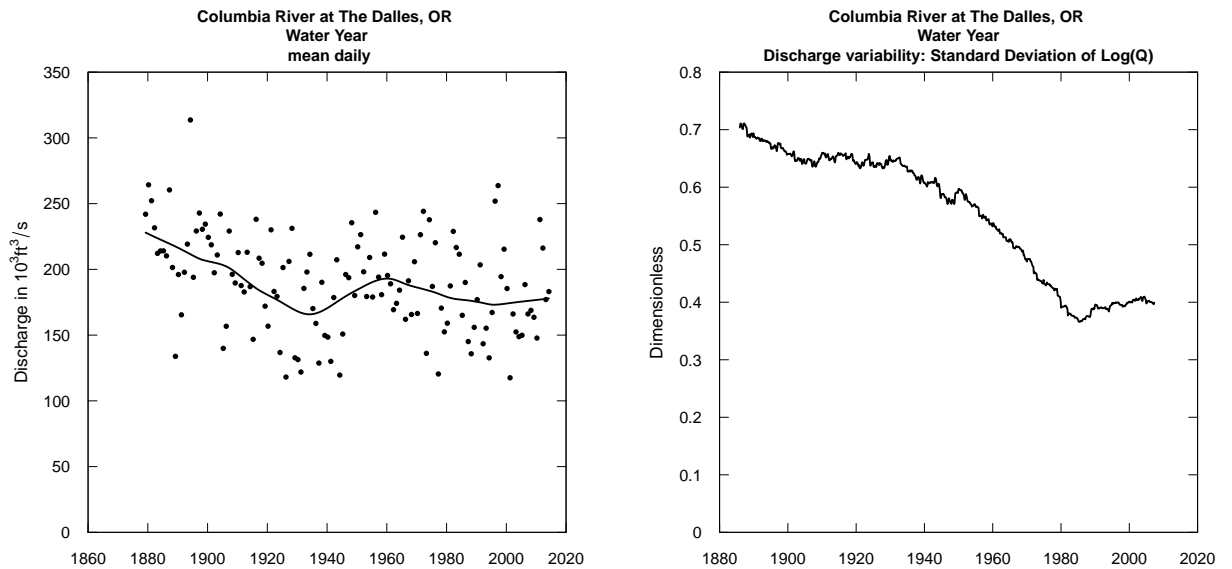 Columbia River at The Dalles, OR
Water Year
mean daily
Discharge in 10³ft³/s
350
300
250
200
150
100
50
0
1860 1880 1900 1920 1940 1960 1980 2000 2020
Columbia River at The Dalles, OR
Water Year
Discharge variability: Standard Deviation of Log(Q)
Dimensionless
0.8
0.7
0.6
0.5
0.4
0.3
0.2
0.1
0
1880 1900 1920 1940 1960 1980 2000 2020